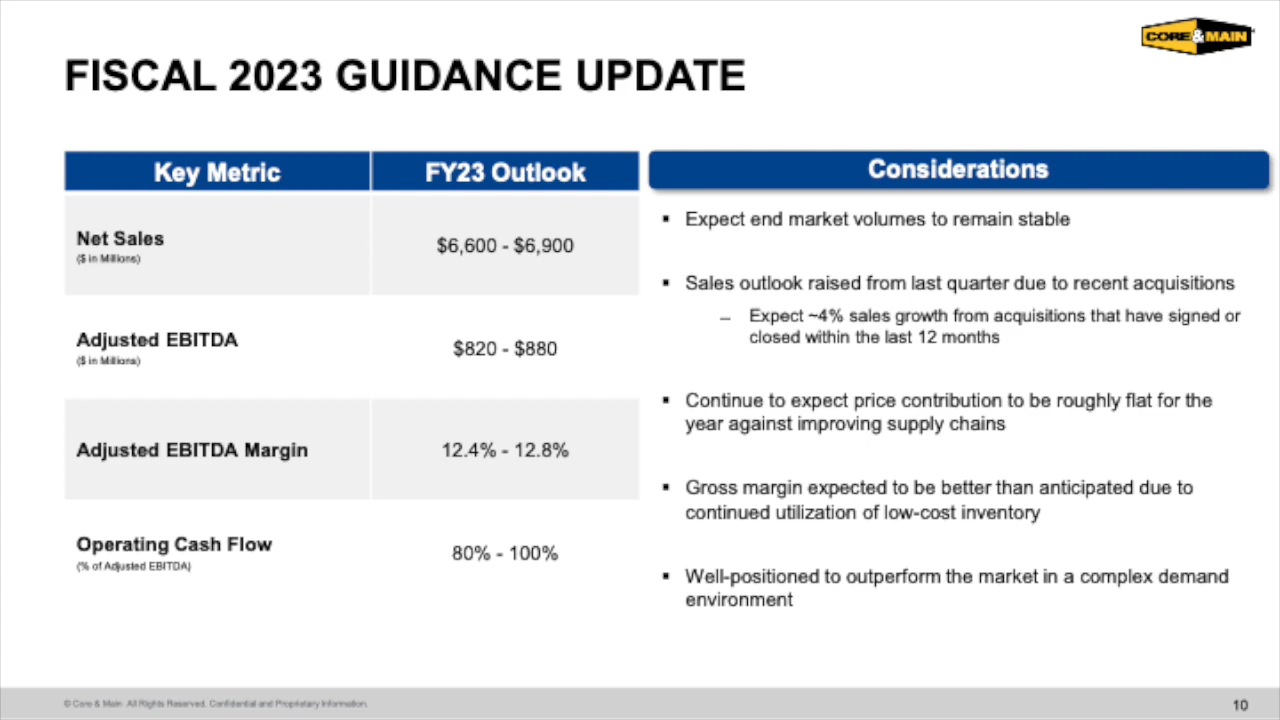 CORE&MAIN
FISCAL 2023 GUIDANCE UPDATE
Key Metric
FY23 Outlook
Net Sales
($ in Millions)
$6,600 - $6,900
Adjusted EBITDA
($ in Millions)
$820 - $880
Adjusted EBITDA Margin
12.4% - 12.8%
Operating Cash Flow
(% of Adjusted EBITDA)
80% - 100%
Considerations
▪ Expect end market volumes to remain stable
▪ Sales outlook raised from last quarter due to recent acquisitions
– Expect ~4% sales growth from acquisitions that have signed or
closed within the last 12 months
▪ Continue to expect price contribution to be roughly flat for the
year against improving supply chains
▪ Gross margin expected to be better than anticipated due to
continued utilization of low-cost inventory
▪ Well-positioned to outperform the market in a complex demand
environment
© Core & Main. All Rights Reserved. Confidential and Proprietary Information.
10